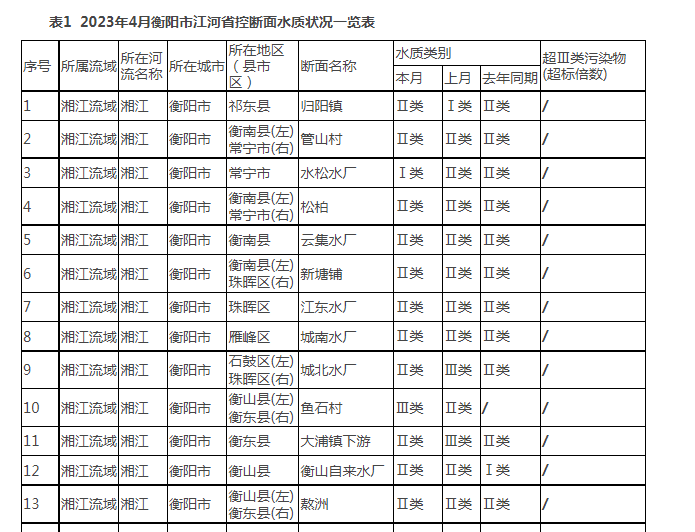 表1 2023年4月衡阳市江河省控断面水质状况一览表
序号 所属流域 所在河流名称 所在城市 所在地区（县市区） 断面名称 水质类别 超Ⅲ类污染物(超标倍数)
本月 上月 去年同期
1 湘江流域 湘江 衡阳市 祁东县 归阳镇 Ⅱ类 Ⅰ类 Ⅱ类 /
2 湘江流域 湘江 衡阳市 衡南县(左)常宁市(右) 管山村 Ⅱ类 Ⅱ类 Ⅱ类 /
3 湘江流域 湘江 衡阳市 常宁市 水松水厂 Ⅰ类 Ⅱ类 Ⅱ类 /
4 湘江流域 湘江 衡阳市 衡南县(左)常宁市(右) 松柏 Ⅱ类 Ⅱ类 Ⅱ类 /
5 湘江流域 湘江 衡阳市 衡南县 云集水厂 Ⅱ类 Ⅱ类 Ⅱ类 /
6 湘江流域 湘江 衡阳市 衡南县(左)珠晖区(右) 新塘铺 Ⅱ类 Ⅱ类 Ⅱ类 /
7 湘江流域 湘江 衡阳市 珠晖区 江东水厂 Ⅱ类 Ⅱ类 Ⅱ类 /
8 湘江流域 湘江 衡阳市 雁峰区 城南水厂 Ⅱ类 Ⅱ类 Ⅱ类 /
9 湘江流域 湘江 衡阳市 石鼓区(左)珠晖区(右) 城北水厂 Ⅱ类 Ⅲ类 Ⅱ类 /
10 湘江流域 湘江 衡阳市 衡山县(左)衡东县(右) 鱼石村 Ⅲ类 Ⅱ类 / /
11 湘江流域 湘江 衡阳市 衡东县 大浦镇下游 Ⅱ类 Ⅲ类 Ⅱ类 /
12 湘江流域 湘江 衡阳市 衡山县 衡山自来水厂 Ⅱ类 Ⅱ类 Ⅰ类 /
13 湘江流域 湘江 衡阳市 衡山县(左)衡东县(右) 熬洲 Ⅱ类 Ⅱ类 Ⅱ类 /